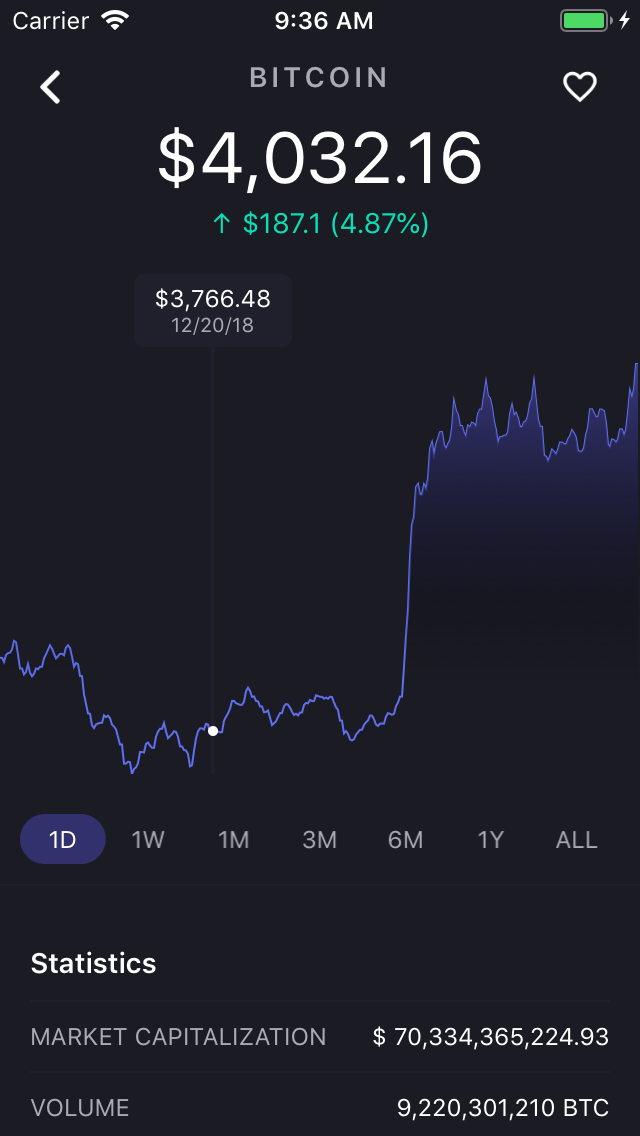 Carrier 9:36 AM
BITCOIN
$4,032.16
↑ $187.1 (4.87%)
$3,766.48
12/20/18
1D 1W 1M 3M 6M 1Y ALL
Statistics
MARKET CAPITALIZATION $ 70,334,365,224.93
VOLUME 9,220,301,210 BTC